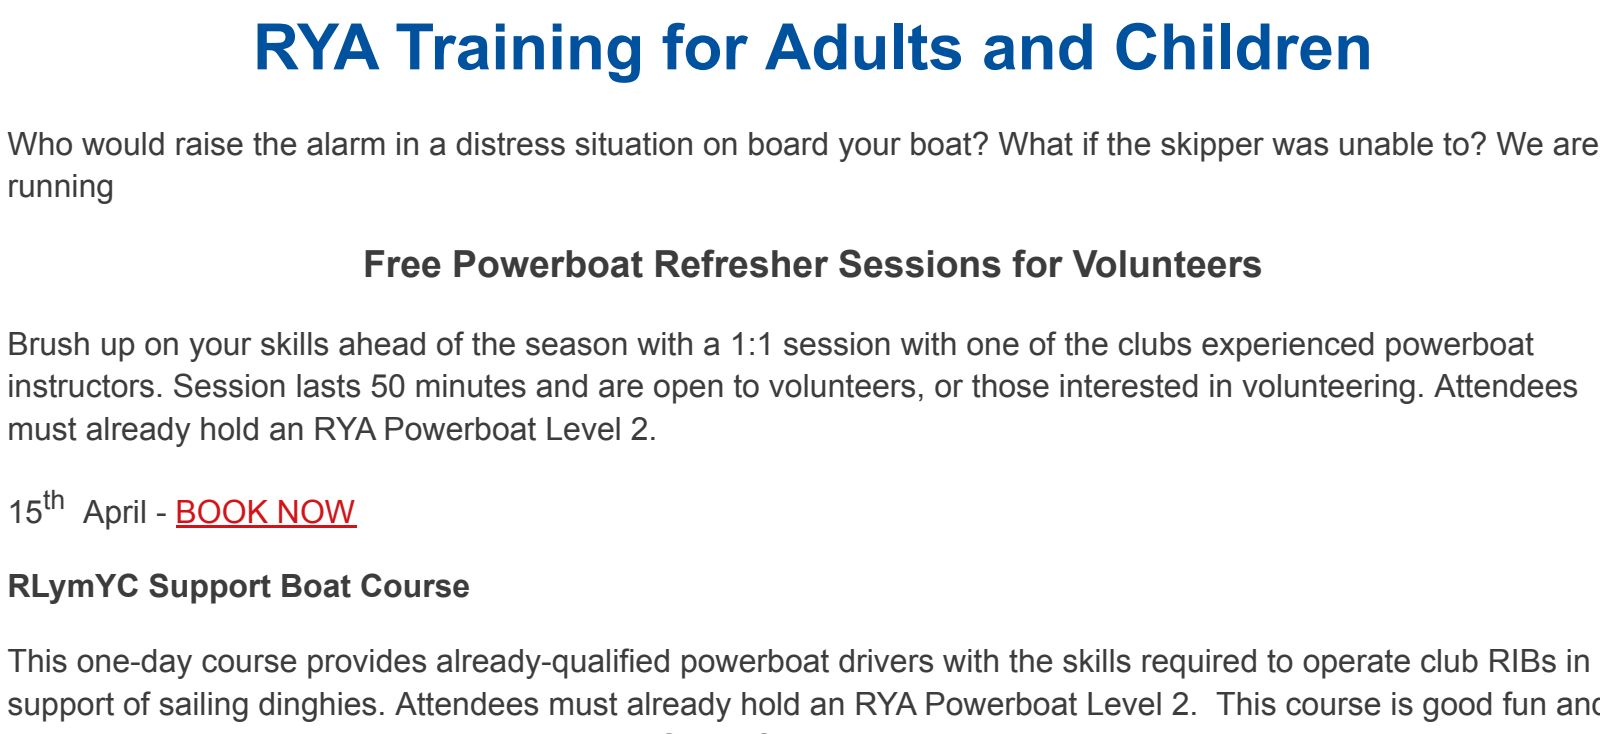 RYA Training for Adults and Children
Who would raise the alarm in a distress situation on board your boat? What if the skipper was unable to? We are
running
Free Powerboat Refresher Sessions for Volunteers
Brush up on your skills ahead of the season with a 1:1 session with one of the clubs experienced powerboat
instructors. Session lasts 50 minutes and are open to volunteers, or those interested in volunteering. Attendees
must already hold an RYA Powerboat Level 2.
15th  April - BOOK NOW
RLymYC Support Boat Course
This one-day course provides already-qualified powerboat drivers with the skills required to operate club RIBs in
support of sailing dinghies. Attendees must already hold an RYA Powerboat Level 2.  This course is good fun and